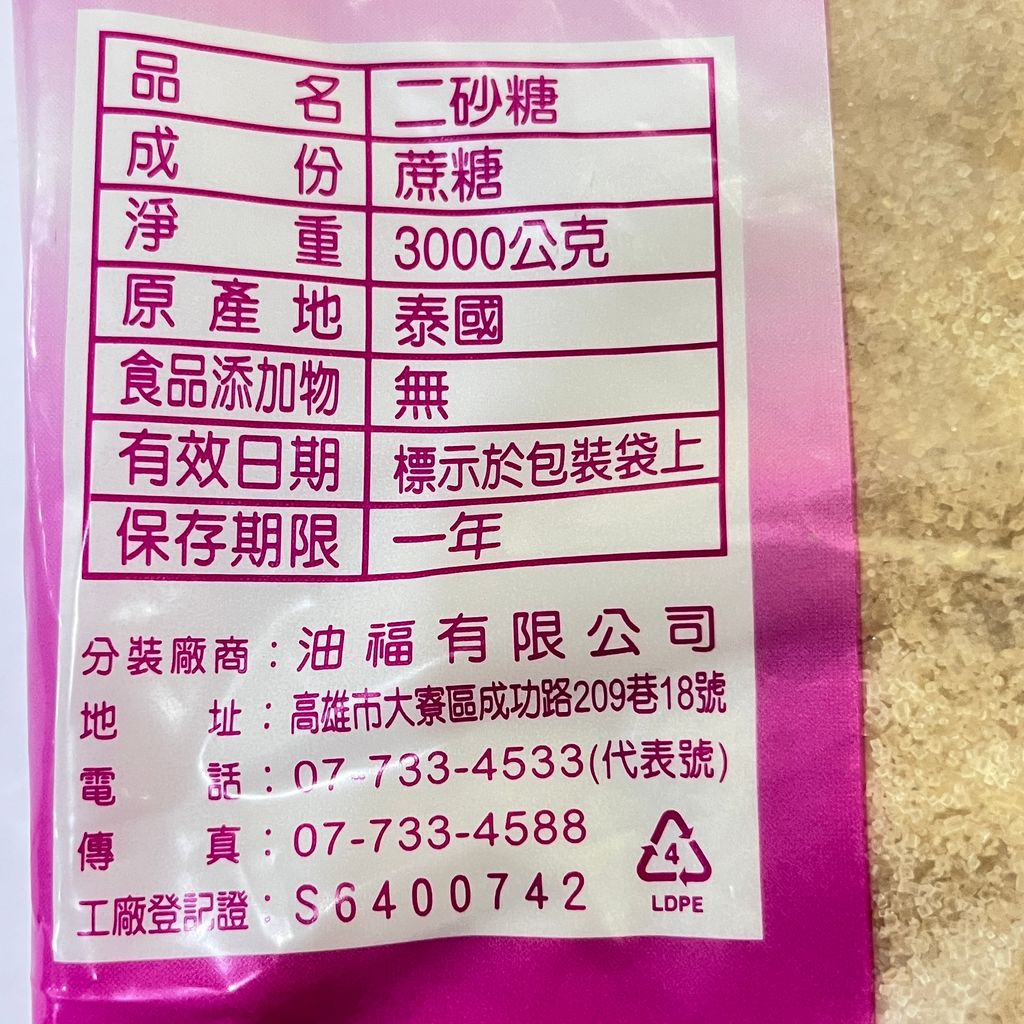 品名 二砂糖
成份 蔗糖
淨重 3000公克
原產地 泰國
食品添加物 無
有效日期 標示於包裝袋上
保存期限 一年
分裝廠商：油福有限公司
地址：高雄市大寮區成功路209巷18號
電話：07-733-4533(代表號)
傳真：07-733-4588
工廠登記證：S6400742
4
LDPE